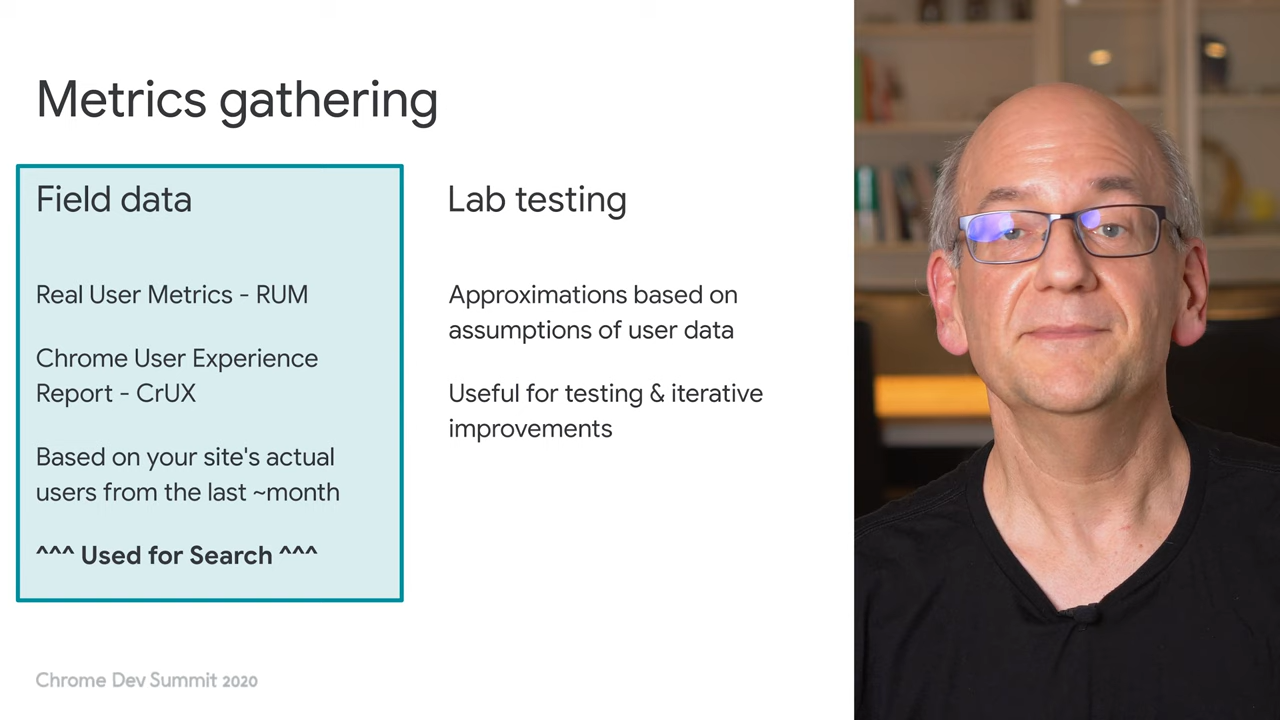 Metrics gathering
Field data
Real User Metrics - RUM
Chrome User Experience
Report - CrUX
Based on your site's actual
users from the last ~month
^^^ Used for Search ^^^
Lab testing
Approximations based on
assumptions of user data
Useful for testing & iterative
improvements
Chrome Dev Summit 2020